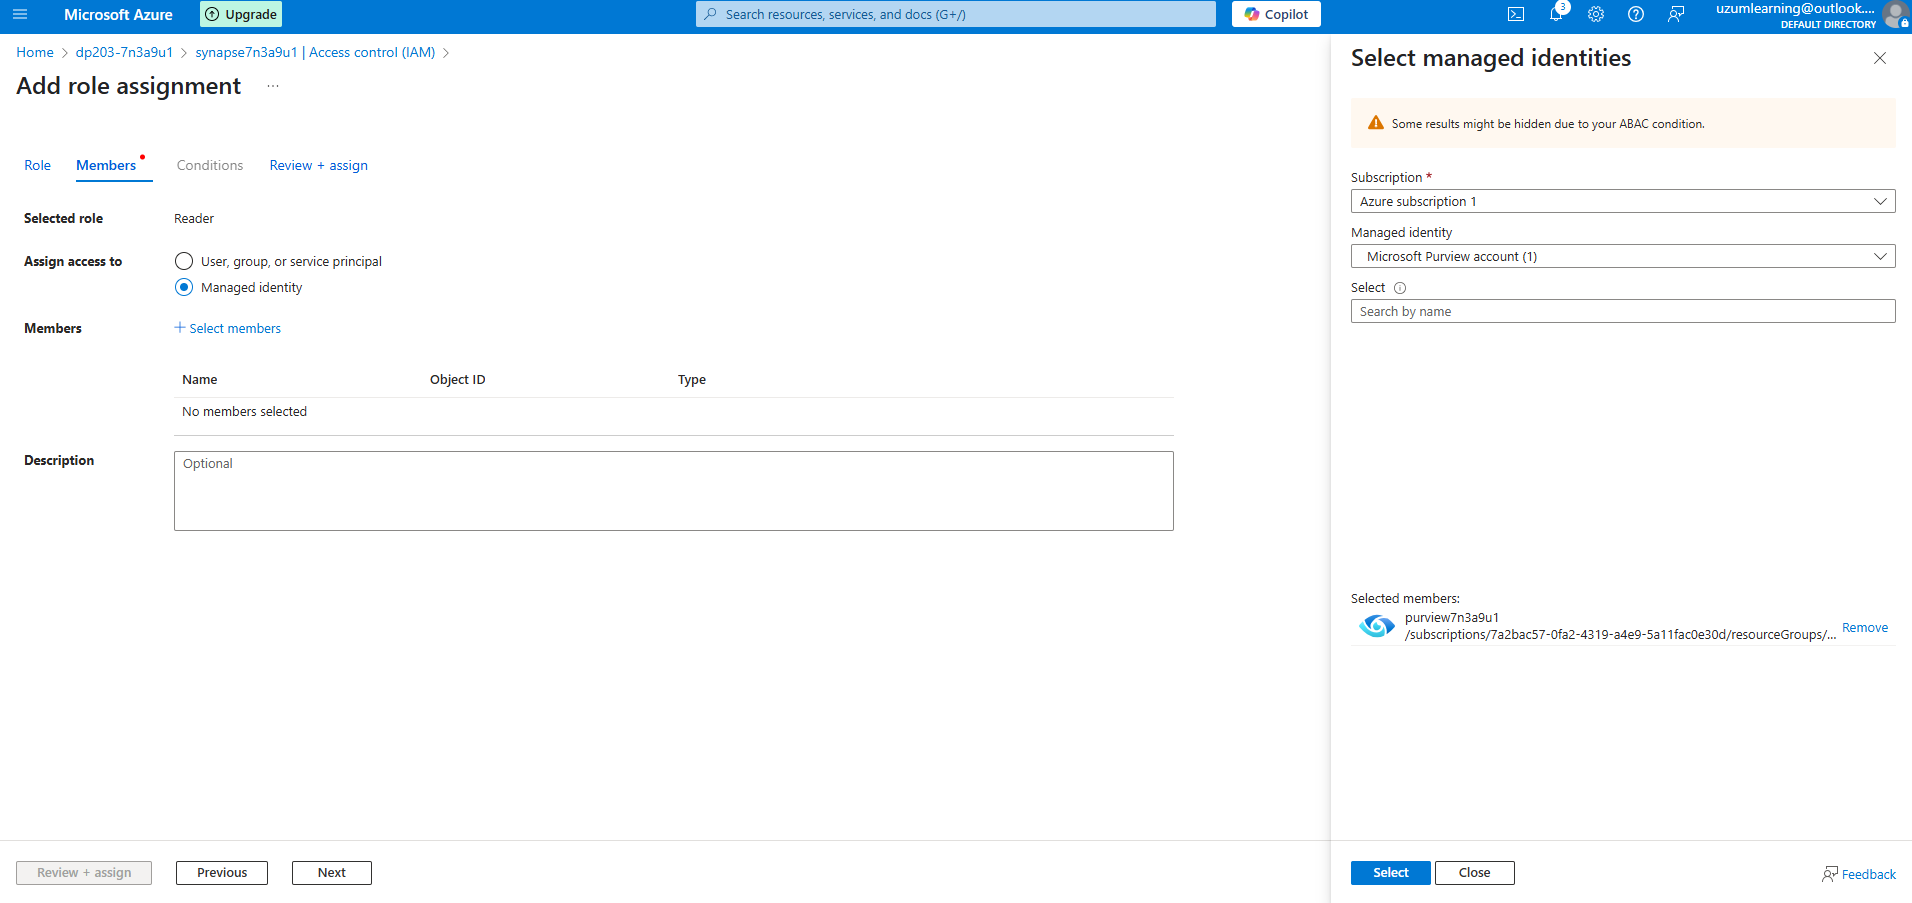 Microsoft Azure
Upgrade
Search resources, services, and docs (G+/)
Copilot
3
uzumlearning@outlook....
DEFAULT DIRECTORY
Home > dp203-7n3a9u1 > synapse7n3a9u1 | Access control (IAM) >
Add role assignment ...
Role Members Conditions Review + assign
Selected role Reader
Assign access to User, group, or service principal
Managed identity
Members + Select members
Name Object ID Type
No members selected
Description Optional
Review + assign Previous Next
Select managed identities
Some results might be hidden due to your ABAC condition.
Subscription *
Azure subscription 1
Managed identity
Microsoft Purview account (1)
Select
Search by name
Selected members:
purview7n3a9u1
/subscriptions/7a2bac57-0fa2-4319-a4e9-5a11fac0e30d/resourceGroups/... Remove
Select Close Feedback